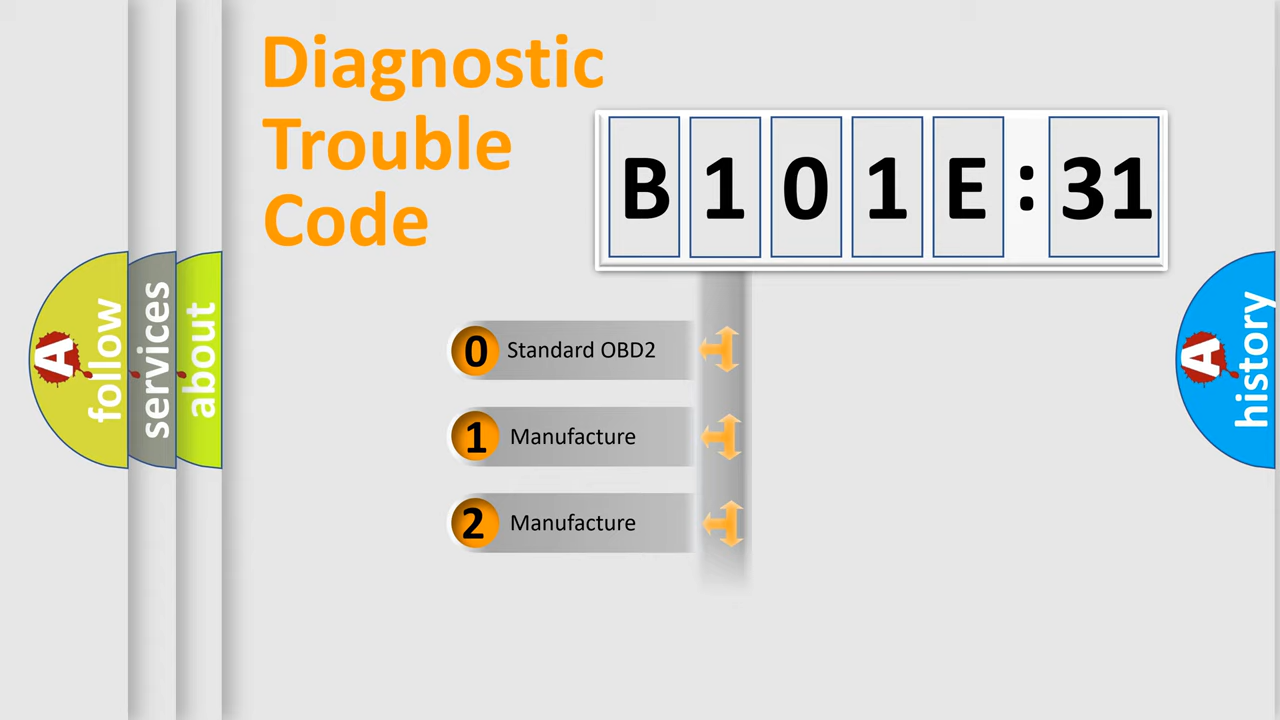 Diagnostic
Trouble
Code
B 1 0 1 E : 31
0 Standard OBD2
1 Manufacture
2 Manufacture
A follow
services
about
A history